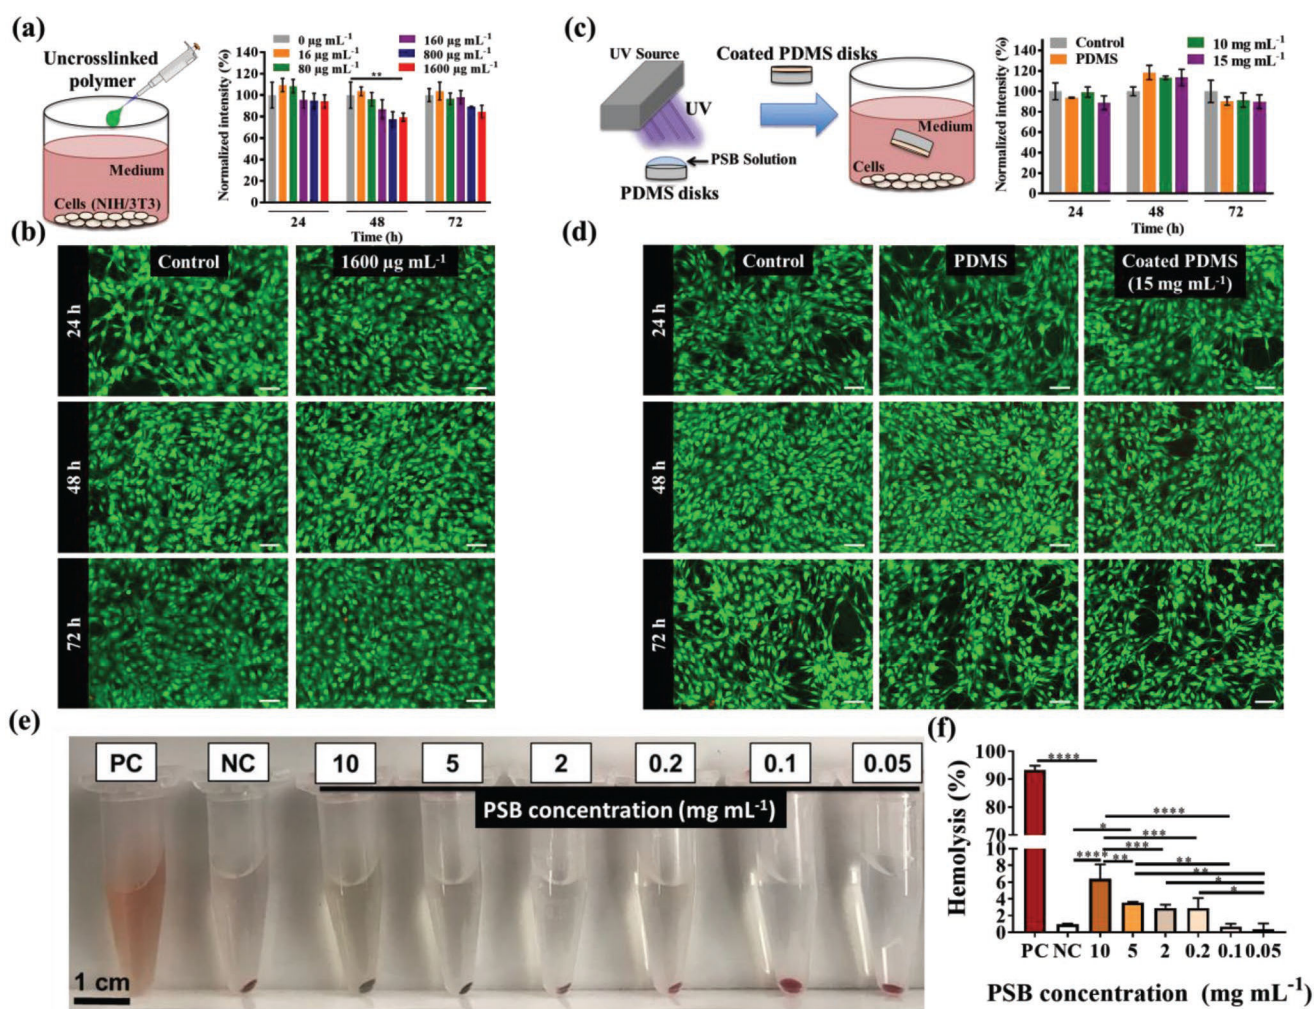 (a)
Uncrosslinked
polymer
Medium
Cells (NIH/3T3)
Normalized intensity (%)
140
120
100
80
60
40
20
0
0 µg mL⁻¹
16 µg mL⁻¹
80 µg mL⁻¹
160 µg mL⁻¹
800 µg mL⁻¹
1600 µg mL⁻¹
**
24
48
72
Time (h)
(c)
UV Source
UV
PSB Solution
PDMS disks
Coated PDMS disks
Medium
Cells
Normalized intensity (%)
140
120
100
80
60
40
20
0
Control
PDMS
10 mg mL⁻¹
15 mg mL⁻¹
24
48
72
Time (h)
(b)
Control
1600 µg mL⁻¹
24 h
48 h
72 h
(d)
Control
PDMS
Coated PDMS
(15 mg mL⁻¹)
24 h
48 h
72 h
(e)
PC
NC
10
5
2
0.2
0.1
0.05
PSB concentration (mg mL⁻¹)
1 cm
(f)
Hemolysis (%)
100
90
80
70
10
8
6
4
2
0
****
****
*
***
***
****
**
**
**
*
*
PC NC 10 5 2 0.2 0.1 0.05
PSB concentration (mg mL⁻¹)